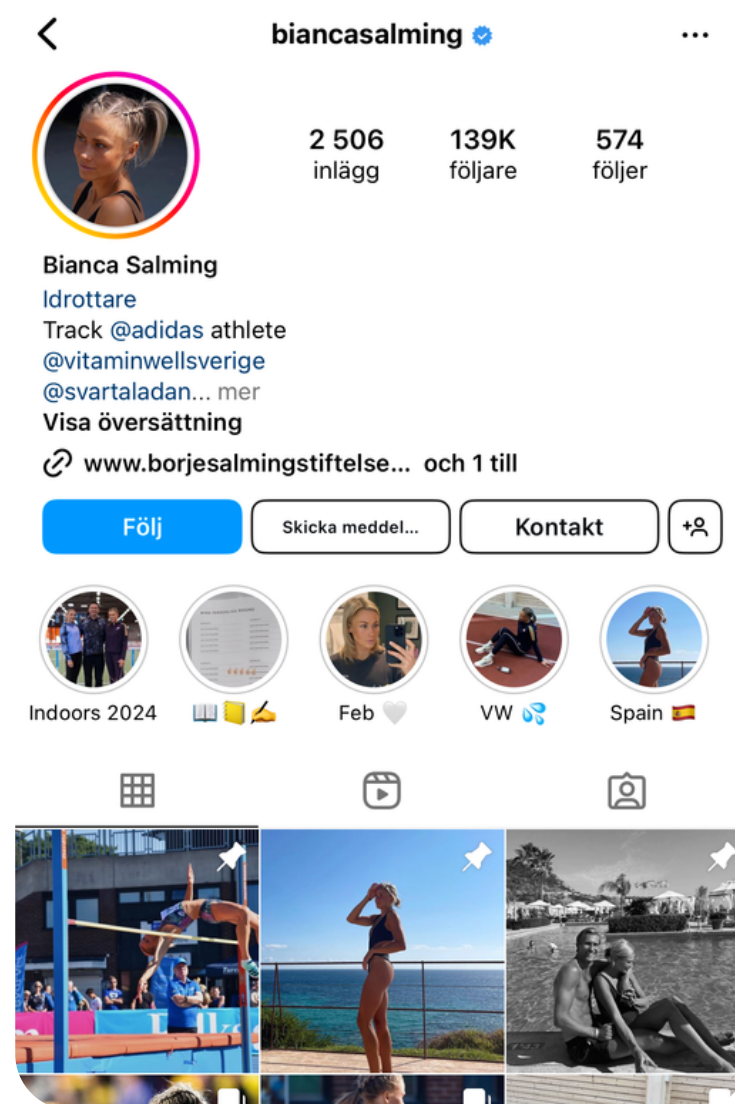 biancasalming
2 506
139K
574
inlägg
följare
följer
Bianca Salming
Idrottare
Track @adidas athlete
@vitaminwellsverige
@svartaladan... mer
Visa översättning
www.borjesalmingstiftelse... och 1 till
Följ
Skicka meddel...
Kontakt
Indoors 2024
📖📒✍️
Feb 🤍
VW 💦
Spain 🇪🇸